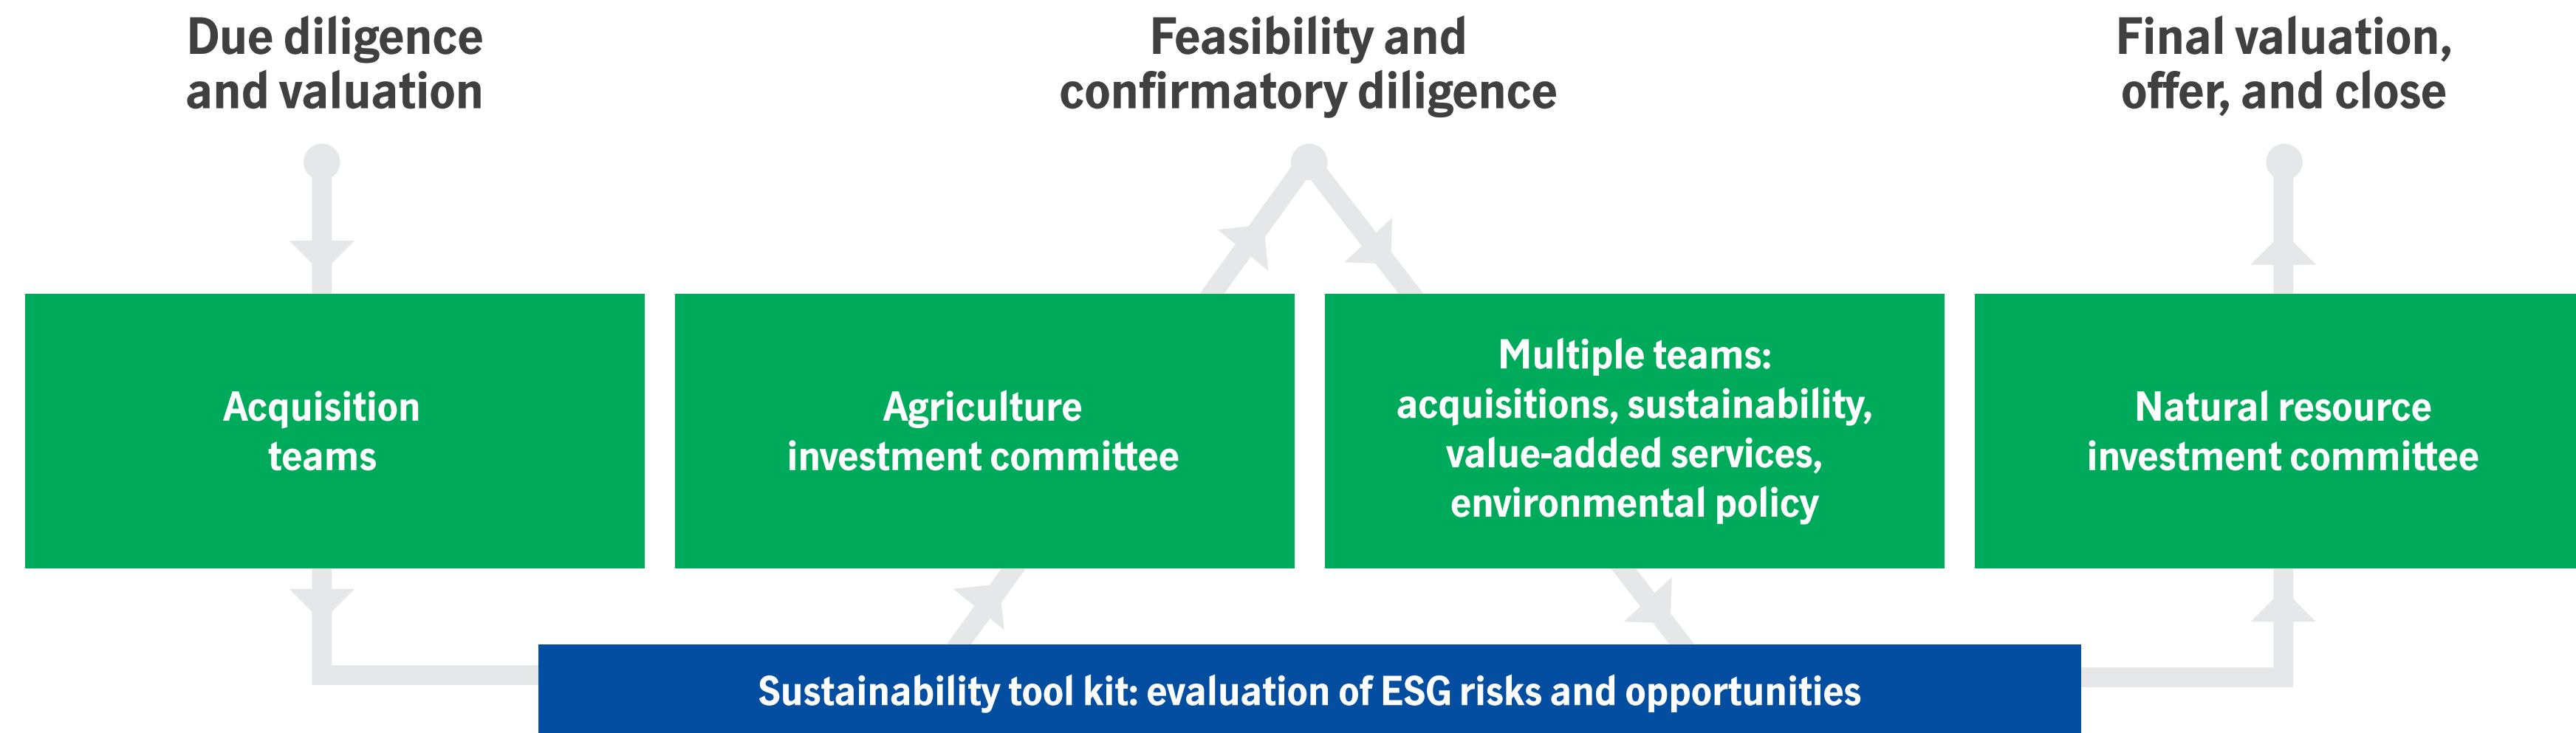 Due diligence
and valuation
Feasibility and
confirmatory diligence
Final valuation,
offer, and close
Acquisition
teams
Agriculture
investment committee
Multiple teams:
acquisitions, sustainability,
value-added services,
environmental policy
Natural resource
investment committee
Sustainability tool kit: evaluation of ESG risks and opportunities